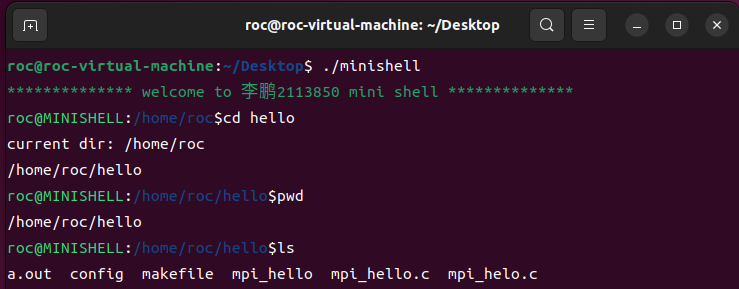 roc@roc-virtual-machine: ~/Desktop
roc@roc-virtual-machine:~/Desktop$ ./minishell
************** welcome to 李鹏2113850 mini shell **************
roc@MINISHELL:/home/roc$cd hello
current dir: /home/roc
/home/roc/hello
roc@MINISHELL:/home/roc/hello$pwd
/home/roc/hello
roc@MINISHELL:/home/roc/hello$ls
a.out  config  makefile  mpi_hello  mpi_hello.c  mpi_helo.c